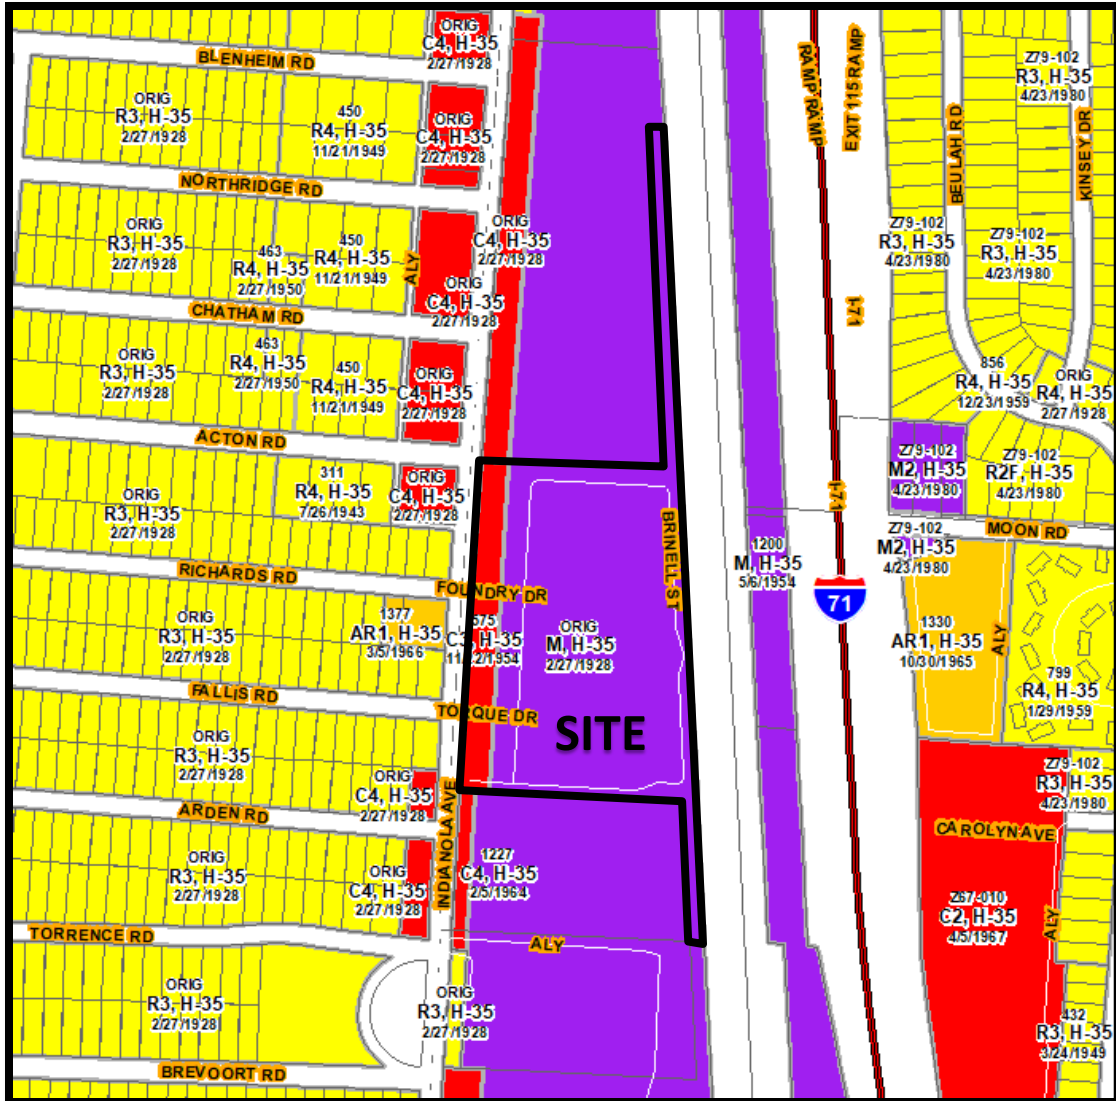 ORIG
C4, H-35
2/27/1928
BLENHEIM RD
RAMP RAMP
EXIT 115 RAMP
Z79-102
R3, H-35
4/23/1980
ORIG
R3, H-35
2/27/1928
450
R4, H-35
11/21/1949
ORIG
C4, H-35
2/27/1928
BEULAH RD
KINSEY DR
NORTHRIDGE RD
ORIG
R3, H-35
2/27/1928
463
R4, H-35
2/27/1950
450
R4, H-35
11/21/1949
ALY
ORIG
C4, H-35
2/27/1928
ORIG
C4, H-35
2/27/1928
Z79-102
R3, H-35
4/23/1980
Z79-102
R3, H-35
4/23/1980
CHATHAM RD
I-71
ORIG
R3, H-35
2/27/1928
463
R4, H-35
2/27/1950
450
R4, H-35
11/21/1949
ORIG
C4, H-35
2/27/1928
856
R4, H-35
12/23/1959
ORIG
R4, H-35
2/27/1928
ACTON RD
Z79-102
M2, H-35
4/23/1980
Z79-102
R2F, H-35
4/23/1980
ORIG
R3, H-35
2/27/1928
311
R4, H-35
7/26/1943
ORIG
C4, H-35
2/27/1928
I-71
BRINELL ST
1200
M, H-35
5/6/1954
Z79-102
M2, H-35
4/23/1980
MOON RD
RICHARDS RD
FOUNDRY DR
71
ORIG
R3, H-35
2/27/1928
1377
AR1, H-35
3/5/1966
ORIG
M, H-35
2/27/1928
1330
AR1, H-35
10/30/1965
ALY
799
R4, H-35
1/29/1959
FALLIS RD
TORQUE DR
SITE
ORIG
R3, H-35
2/27/1928
ORIG
C4, H-35
2/27/1928
Z79-102
R3, H-35
4/23/1980
ARDEN RD
INDIANOLA AVE
CAROLYN AVE
ORIG
R3, H-35
2/27/1928
ORIG
C4, H-35
2/27/1928
1227
C4, H-35
2/5/1964
Z67-010
C2, H-35
4/5/1967
ALY
TORRENCE RD
ALY
ORIG
R3, H-35
2/27/1928
ORIG
R3, H-35
2/27/1928
432
R3, H-35
3/24/1949
BREVOORT RD